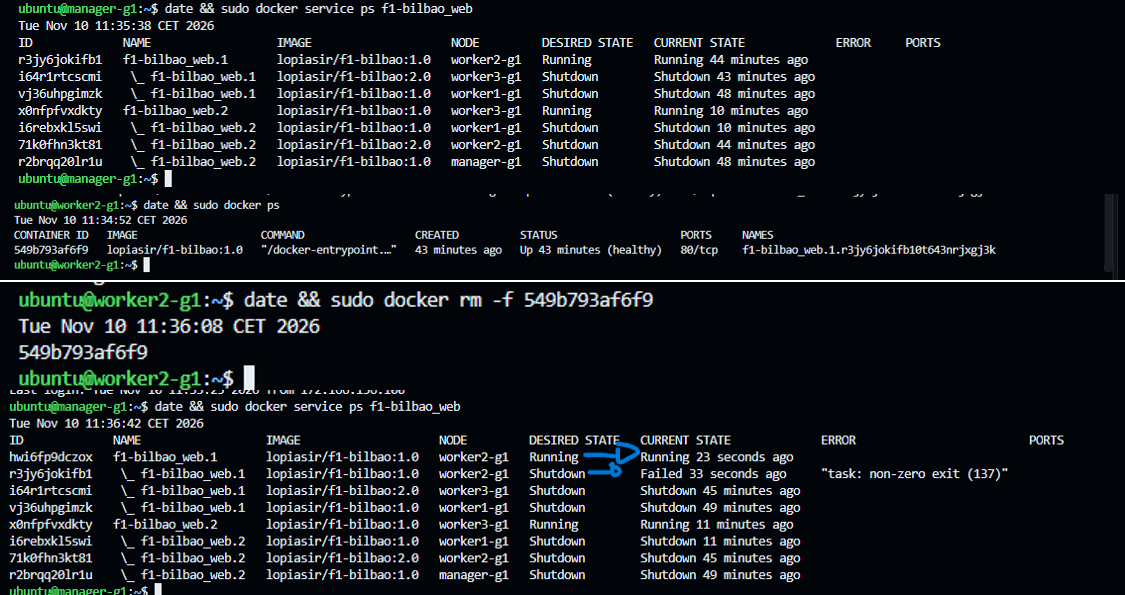 ubuntu@manager-g1:~$ date && sudo docker service ps f1-bilbao_web
Tue Nov 10 11:35:38 CET 2026
ID NAME IMAGE NODE DESIRED STATE CURRENT STATE ERROR PORTS
r3jy6jokifb1 f1-bilbao_web.1 lopiasir/f1-bilbao:1.0 worker2-g1 Running Running 44 minutes ago
i64r1rtcscmi \_ f1-bilbao_web.1 lopiasir/f1-bilbao:2.0 worker3-g1 Shutdown Shutdown 43 minutes ago
vj36uhpgimzk \_ f1-bilbao_web.1 lopiasir/f1-bilbao:1.0 worker1-g1 Shutdown Shutdown 48 minutes ago
x0nfpfvxdkty f1-bilbao_web.2 lopiasir/f1-bilbao:1.0 worker3-g1 Running Running 10 minutes ago
i6rebxkl5swi \_ f1-bilbao_web.2 lopiasir/f1-bilbao:1.0 worker1-g1 Shutdown Shutdown 10 minutes ago
71k0fhn3kt81 \_ f1-bilbao_web.2 lopiasir/f1-bilbao:2.0 worker2-g1 Shutdown Shutdown 44 minutes ago
r2brqq20lr1u \_ f1-bilbao_web.2 lopiasir/f1-bilbao:1.0 manager-g1 Shutdown Shutdown 48 minutes ago
ubuntu@manager-g1:~$
ubuntu@worker2-g1:~$ date && sudo docker ps
Tue Nov 10 11:34:52 CET 2026
CONTAINER ID IMAGE COMMAND CREATED STATUS PORTS NAMES
549b793af6f9 lopiasir/f1-bilbao:1.0 "/docker-entrypoint.…" 43 minutes ago Up 43 minutes (healthy) 80/tcp f1-bilbao_web.1.r3jy6jokifb10t643nrjxgj3k
ubuntu@worker2-g1:~$
ubuntu@worker2-g1:~$ date && sudo docker rm -f 549b793af6f9
Tue Nov 10 11:36:08 CET 2026
549b793af6f9
ubuntu@worker2-g1:~$
ubuntu@manager-g1:~$ date && sudo docker service ps f1-bilbao_web
Tue Nov 10 11:36:42 CET 2026
ID NAME IMAGE NODE DESIRED STATE CURRENT STATE ERROR PORTS
hwi6fp9dczox f1-bilbao_web.1 lopiasir/f1-bilbao:1.0 worker2-g1 Running Running 23 seconds ago
r3jy6jokifb1 \_ f1-bilbao_web.1 lopiasir/f1-bilbao:1.0 worker2-g1 Shutdown Failed 33 seconds ago "task: non-zero exit (137)"
i64r1rtcscmi \_ f1-bilbao_web.1 lopiasir/f1-bilbao:2.0 worker3-g1 Shutdown Shutdown 45 minutes ago
vj36uhpgimzk \_ f1-bilbao_web.1 lopiasir/f1-bilbao:1.0 worker1-g1 Shutdown Shutdown 49 minutes ago
x0nfpfvxdkty f1-bilbao_web.2 lopiasir/f1-bilbao:1.0 worker3-g1 Running Running 11 minutes ago
i6rebxkl5swi \_ f1-bilbao_web.2 lopiasir/f1-bilbao:1.0 worker1-g1 Shutdown Shutdown 11 minutes ago
71k0fhn3kt81 \_ f1-bilbao_web.2 lopiasir/f1-bilbao:2.0 worker2-g1 Shutdown Shutdown 45 minutes ago
r2brqq20lr1u \_ f1-bilbao_web.2 lopiasir/f1-bilbao:1.0 manager-g1 Shutdown Shutdown 49 minutes ago
ubuntu@manager-g1:~$